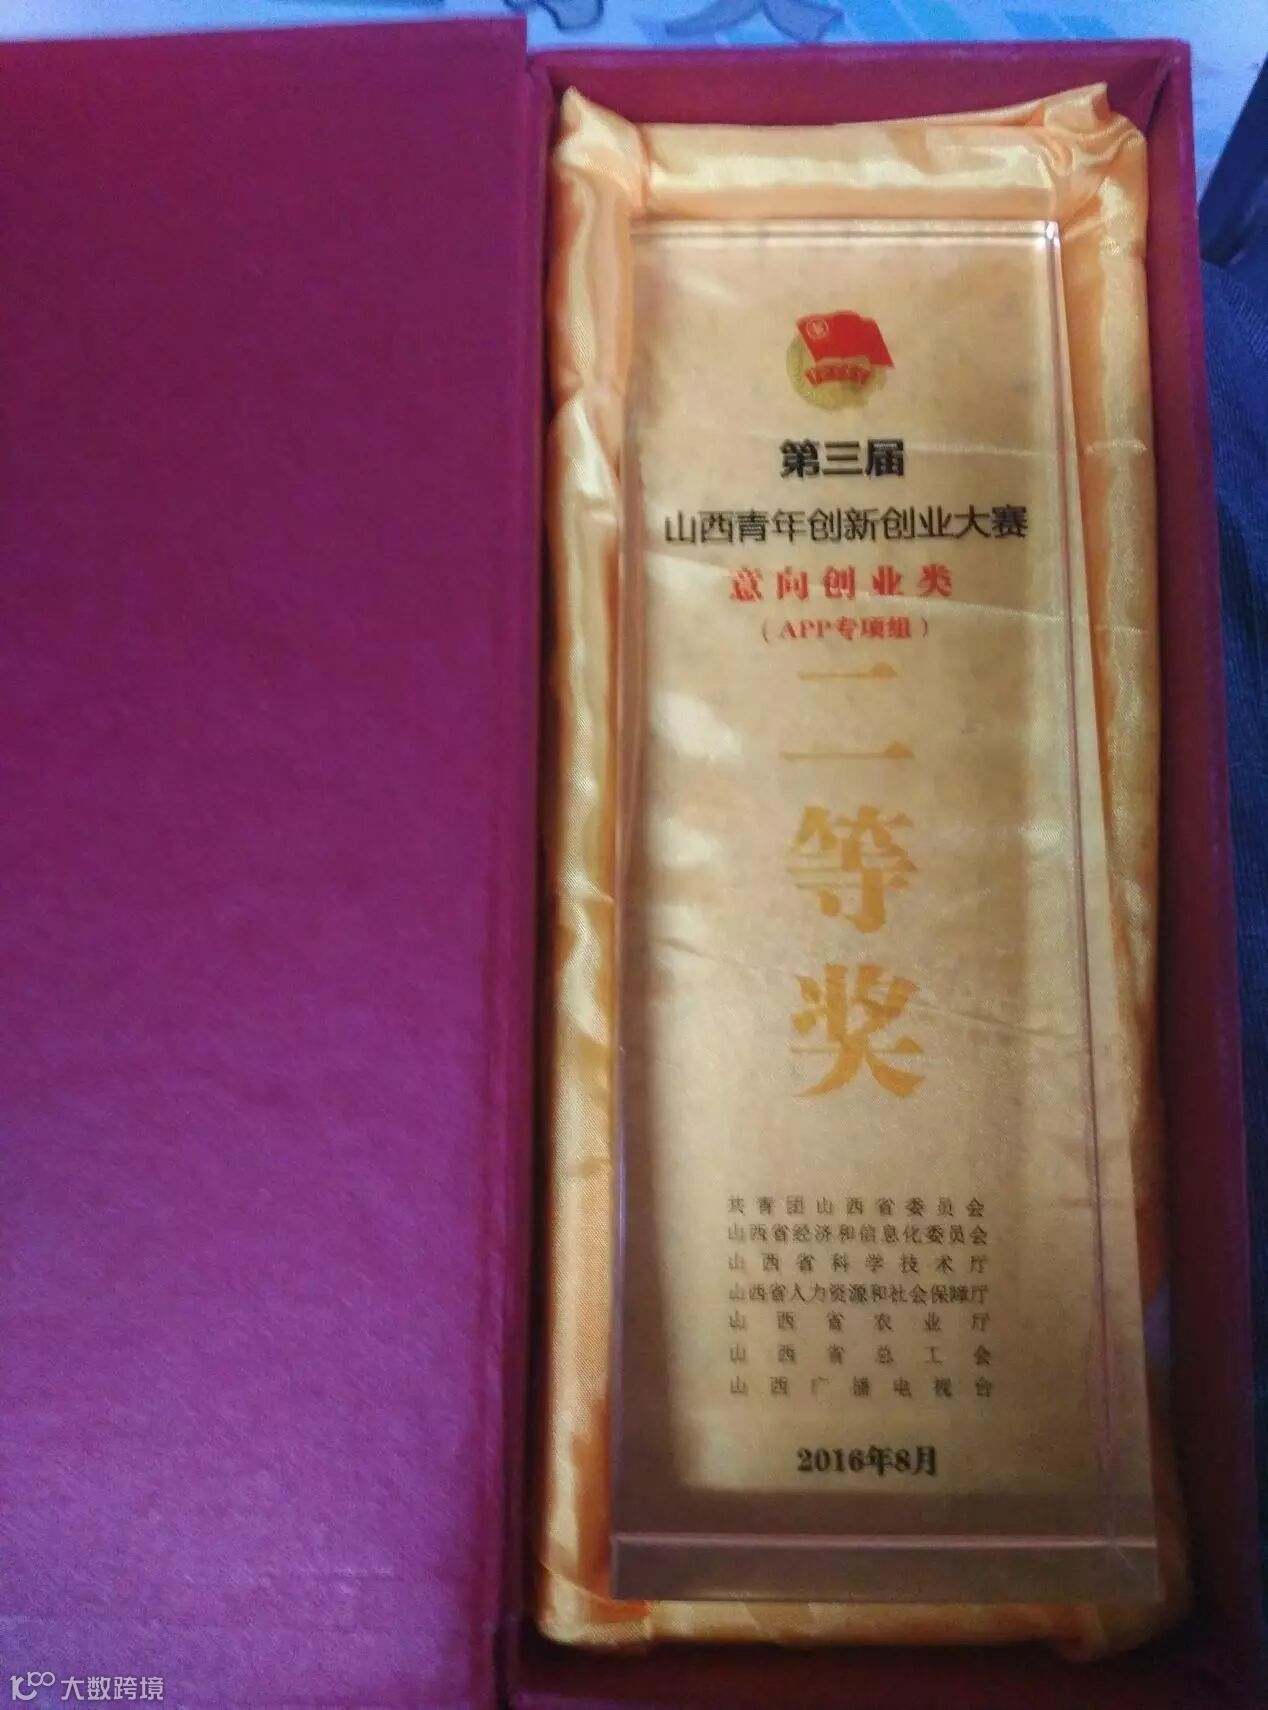 第三届
山西青年创新创业大赛
意向创业类
（APP专项组）
二等奖
共青团山西省委员会
山西省经济和信息化委员会
山西省科学技术厅
山西省人力资源和社会保障厅
山西省农业厅
山西省总工会
山西广播电视台
2016年8月
大数跨境